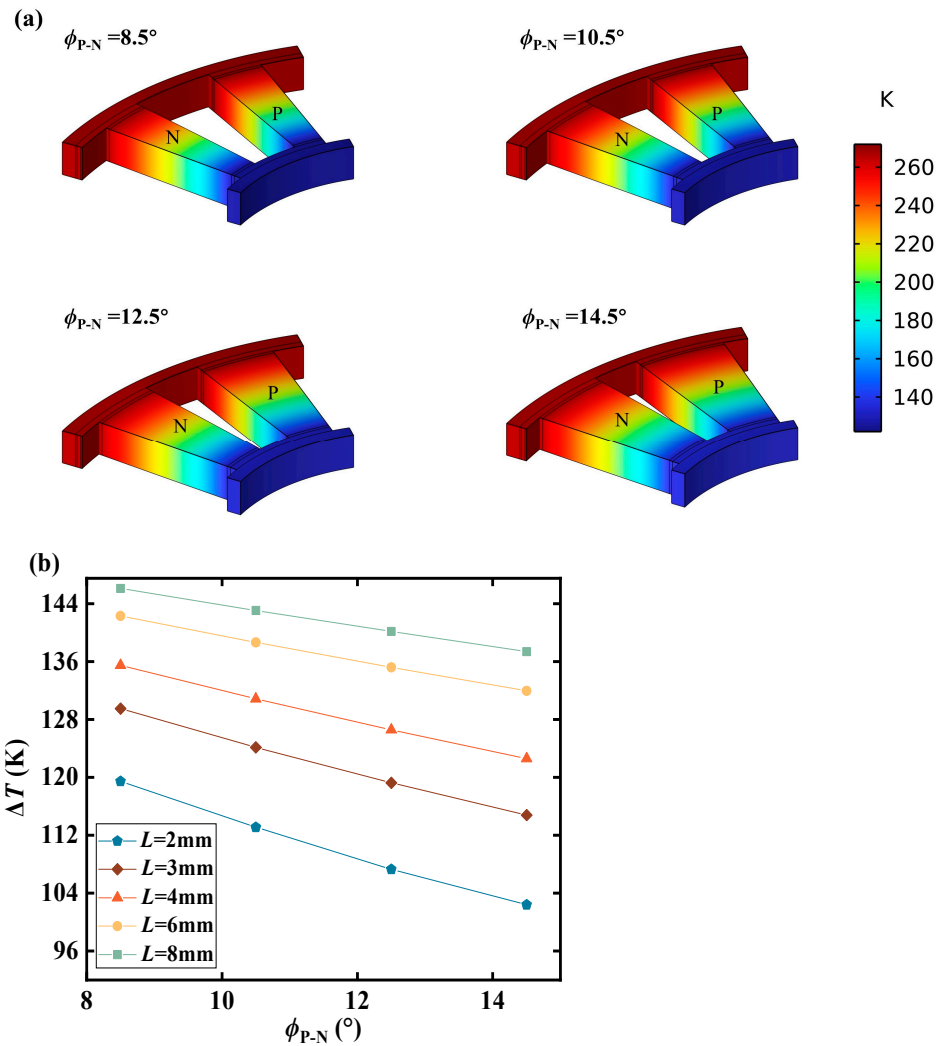 (a)
ϕP-N =8.5°
ϕP-N =10.5°
N
P
N
P
K
260
240
220
200
180
160
140
ϕP-N =12.5°
ϕP-N =14.5°
N
P
N
P
(b)
144
136
128
120
112
104
96
ΔT (K)
L=2mm
L=3mm
L=4mm
L=6mm
L=8mm
8
10
12
14
ϕP-N (°)